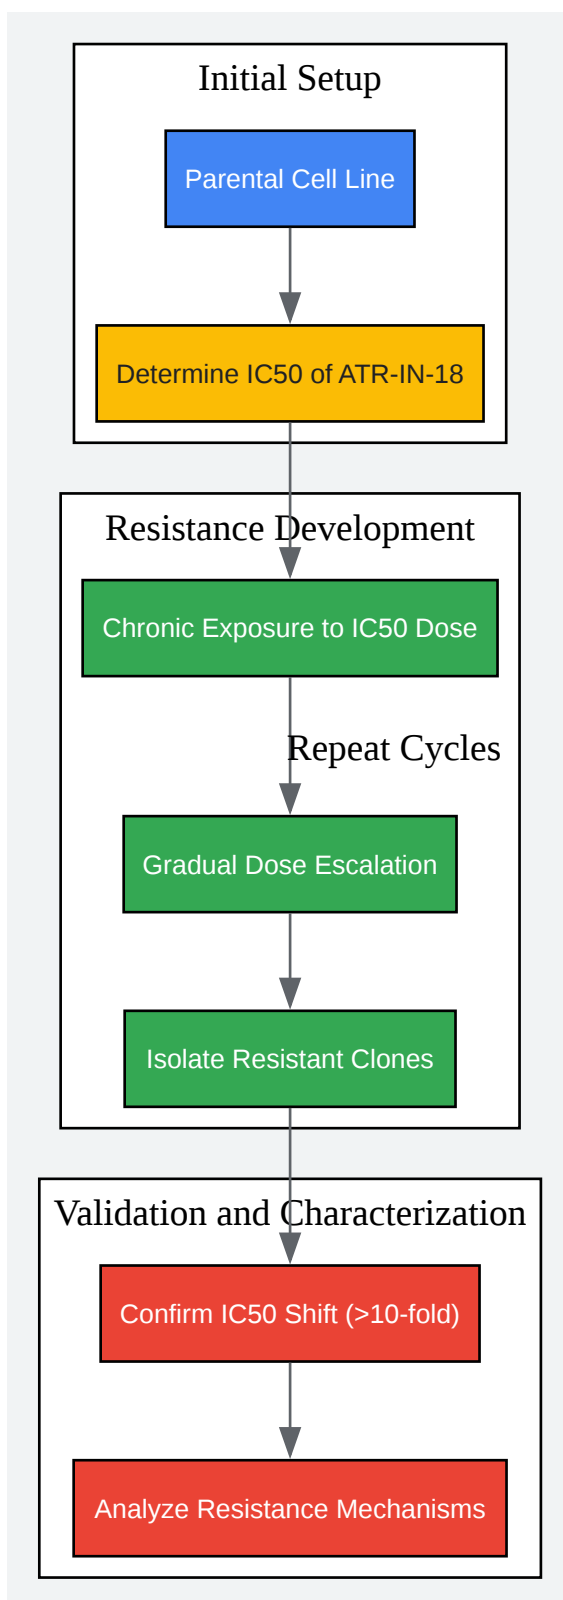 Initial Setup
Parental Cell Line
Determine IC50 of ATR-IN-18
Resistance Development
Chronic Exposure to IC50 Dose
Repeat Cycles
Gradual Dose Escalation
Isolate Resistant Clones
Validation and Characterization
Confirm IC50 Shift (>10-fold)
Analyze Resistance Mechanisms